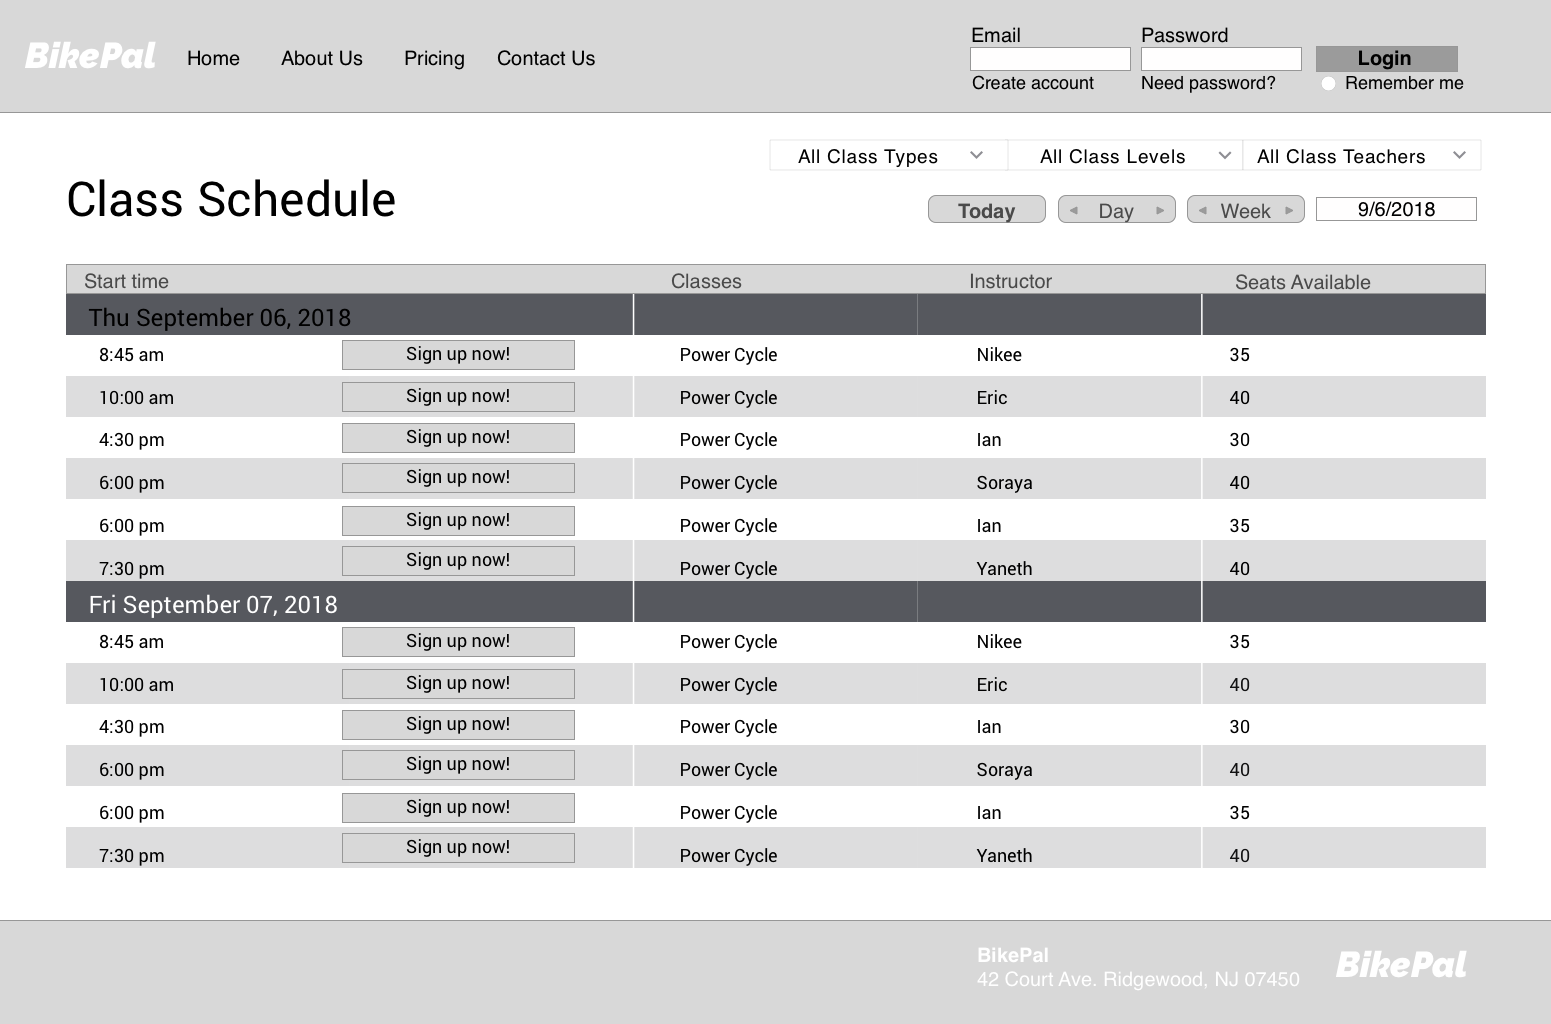 BikePal Home About Us Pricing Contact Us
Email Password
Login
Create account Need password? Remember me
All Class Types All Class Levels All Class Teachers
Class Schedule
Today Day Week 9/6/2018
Start time Classes Instructor Seats Available
Thu September 06, 2018
8:45 am Sign up now! Power Cycle Nikee 35
10:00 am Sign up now! Power Cycle Eric 40
4:30 pm Sign up now! Power Cycle Ian 30
6:00 pm Sign up now! Power Cycle Soraya 40
6:00 pm Sign up now! Power Cycle Ian 35
7:30 pm Sign up now! Power Cycle Yaneth 40
Fri September 07, 2018
8:45 am Sign up now! Power Cycle Nikee 35
10:00 am Sign up now! Power Cycle Eric 40
4:30 pm Sign up now! Power Cycle Ian 30
6:00 pm Sign up now! Power Cycle Soraya 40
6:00 pm Sign up now! Power Cycle Ian 35
7:30 pm Sign up now! Power Cycle Yaneth 40
BikePal
42 Court Ave. Ridgewood, NJ 07450
BikePal